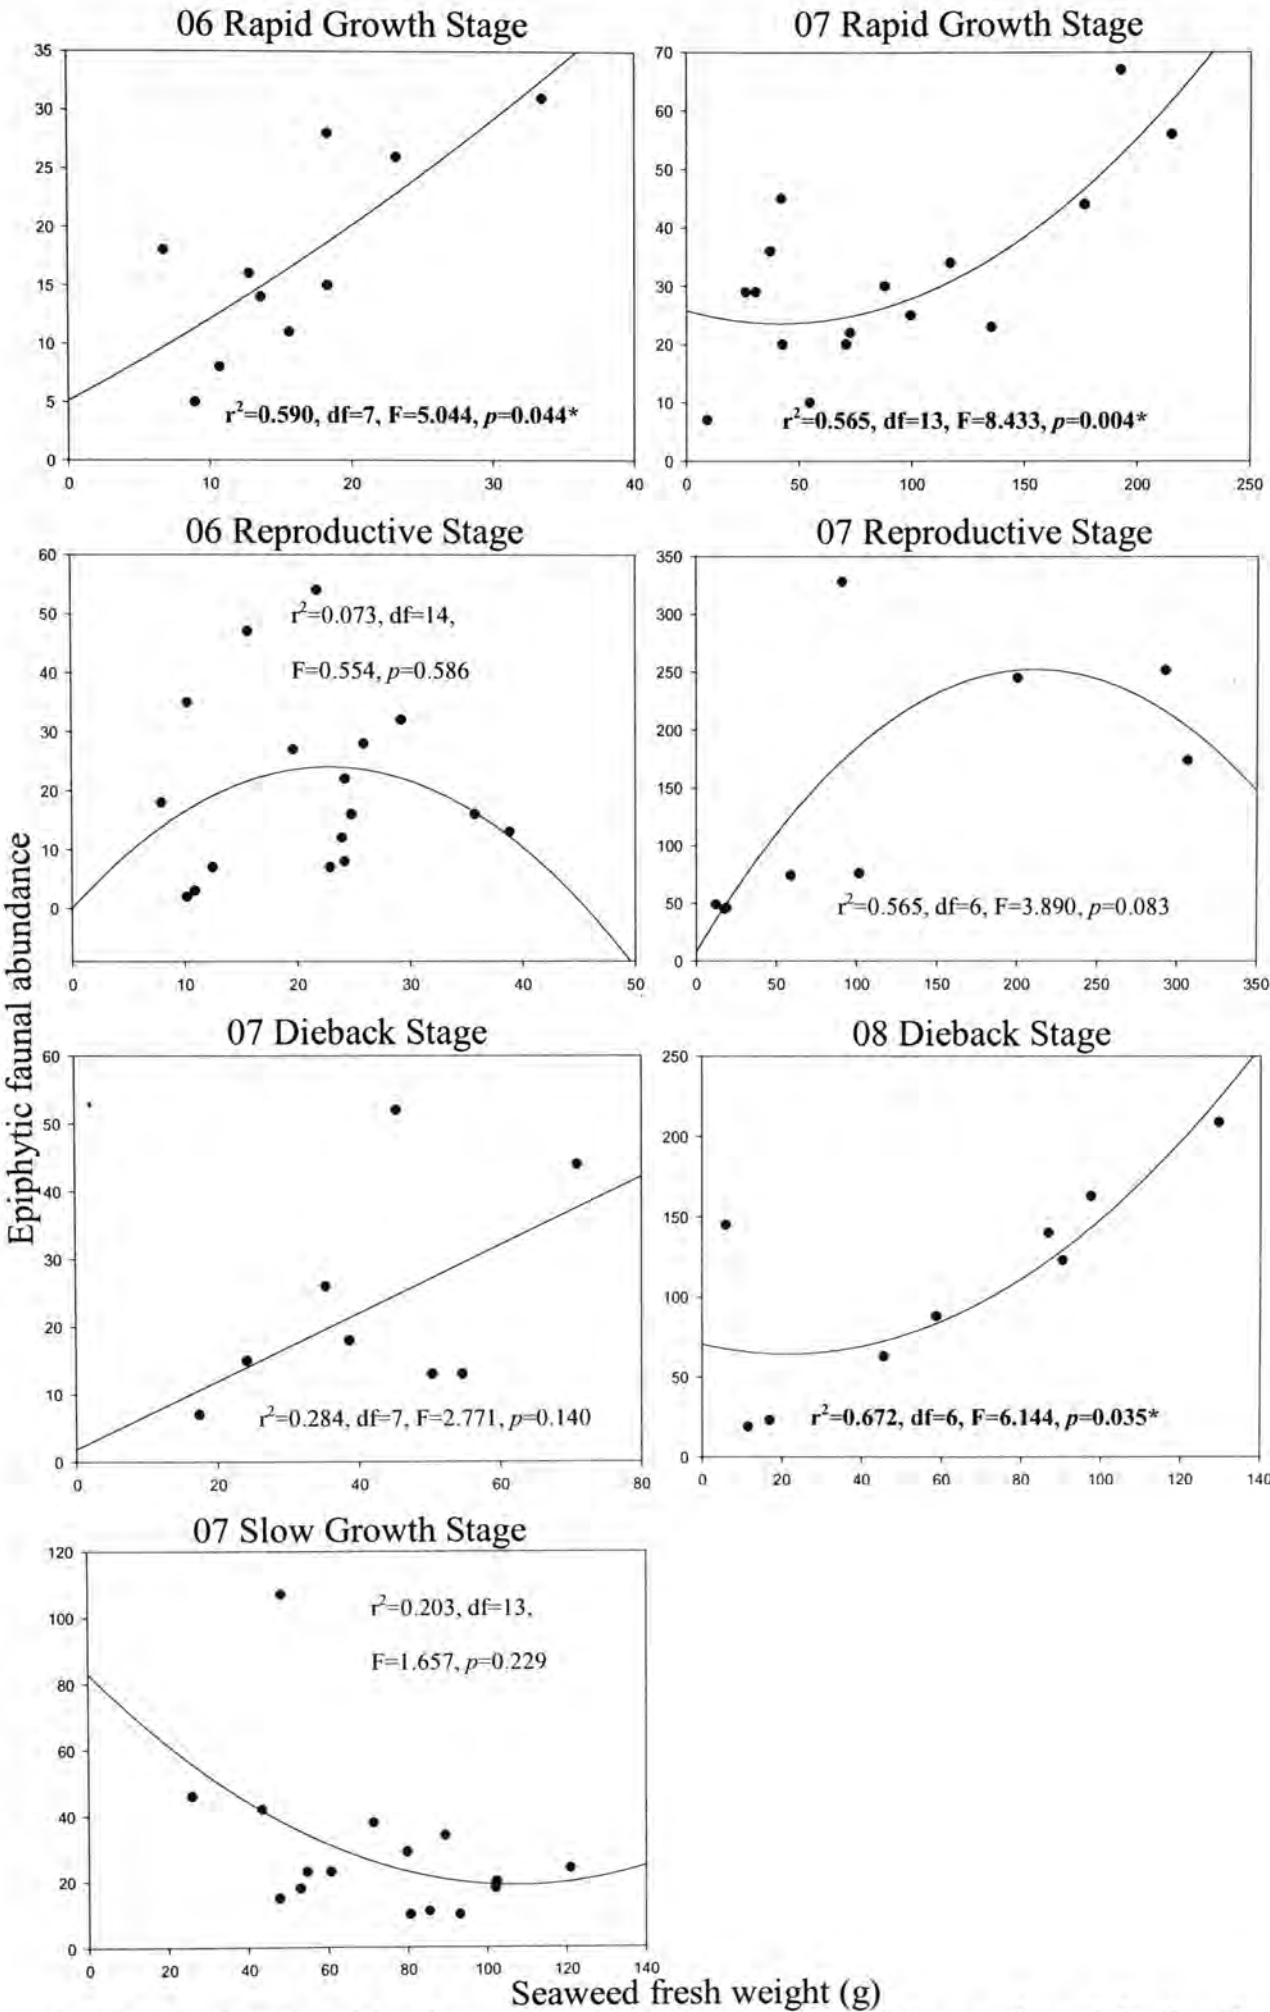 06 Rapid Growth Stage
35
30
25
20
15
10
5
0
0 10 20 30 40
r²=0.590, df=7, F=5.044, p=0.044*
07 Rapid Growth Stage
70
60
50
40
30
20
10
0
0 50 100 150 200 250
r²=0.565, df=13, F=8.433, p=0.004*
06 Reproductive Stage
60
50
40
30
20
10
0
0 10 20 30 40 50
r²=0.073, df=14,
F=0.554, p=0.586
07 Reproductive Stage
350
300
250
200
150
100
50
0
0 50 100 150 200 250 300 350
r²=0.565, df=6, F=3.890, p=0.083
Epiphytic faunal abundance
07 Dieback Stage
60
50
40
30
20
10
0
0 20 40 60 80
r²=0.284, df=7, F=2.771, p=0.140
08 Dieback Stage
250
200
150
100
50
0
0 20 40 60 80 100 120 140
r²=0.672, df=6, F=6.144, p=0.035*
07 Slow Growth Stage
120
100
80
60
40
20
0
0 20 40 60 80 100 120 140
r²=0.203, df=13,
F=1.657, p=0.229
Seaweed fresh weight (g)